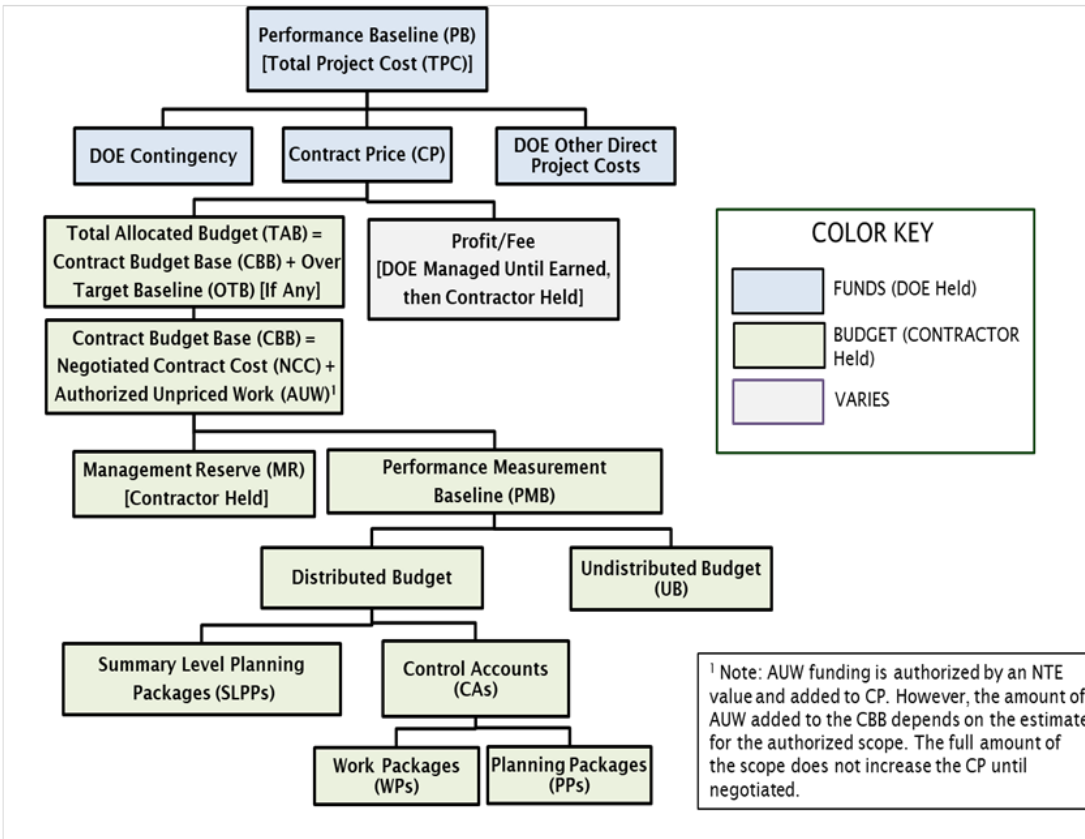 Performance Baseline (PB)
[Total Project Cost (TPC)]
DOE Contingency
Contract Price (CP)
DOE Other Direct
Project Costs
Total Allocated Budget (TAB) =
Contract Budget Base (CBB) + Over
Target Baseline (OTB) [If Any]
Profit/Fee
[DOE Managed Until Earned,
then Contractor Held]
Contract Budget Base (CBB) =
Negotiated Contract Cost (NCC) +
Authorized Unpriced Work (AUW)¹
Management Reserve (MR)
[Contractor Held]
Performance Measurement
Baseline (PMB)
Distributed Budget
Undistributed Budget
(UB)
Summary Level Planning
Packages (SLPPs)
Control Accounts
(CAs)
Work Packages
(WPs)
Planning Packages
(PPs)
COLOR KEY
FUNDS (DOE Held)
BUDGET (CONTRACTOR
Held)
VARIES
¹ Note: AUW funding is authorized by an NTE
value and added to CP. However, the amount of
AUW added to the CBB depends on the estimate
for the authorized scope. The full amount of
the scope does not increase the CP until
negotiated.